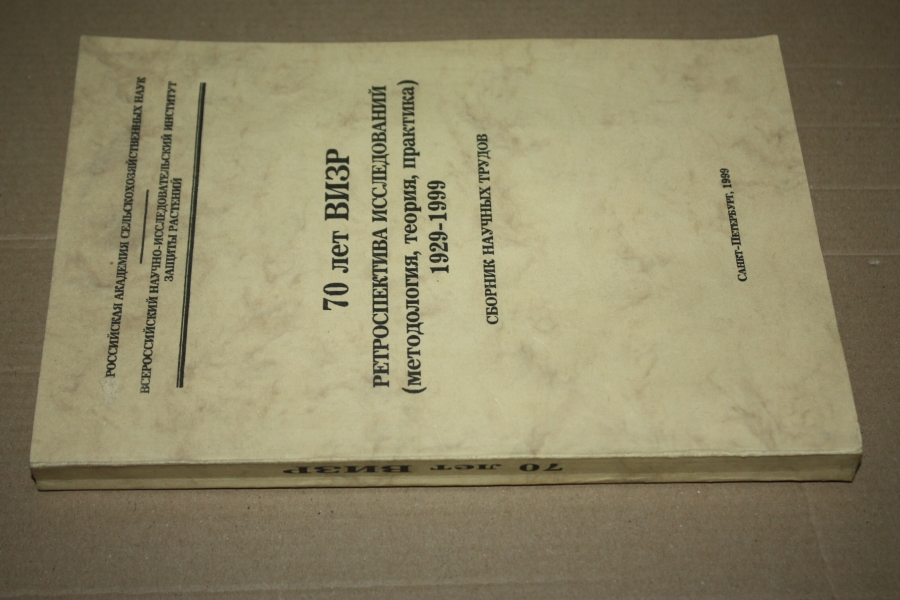 РОССИЙСКАЯ АКАДЕМИЯ СЕЛЬСКОХОЗЯЙСТВЕННЫХ НАУК
ВСЕРОССИЙСКИЙ НАУЧНО-ИССЛЕДОВАТЕЛЬСКИЙ ИНСТИТУТ
ЗАЩИТЫ РАСТЕНИЙ
70 лет ВИЗР
РЕТРОСПЕКТИВА ИССЛЕДОВАНИЙ
(методология, теория, практика)
1929-1999
СБОРНИК НАУЧНЫХ ТРУДОВ
САНКТ-ПЕТЕРБУРГ, 1999
70 лет ВИЗР